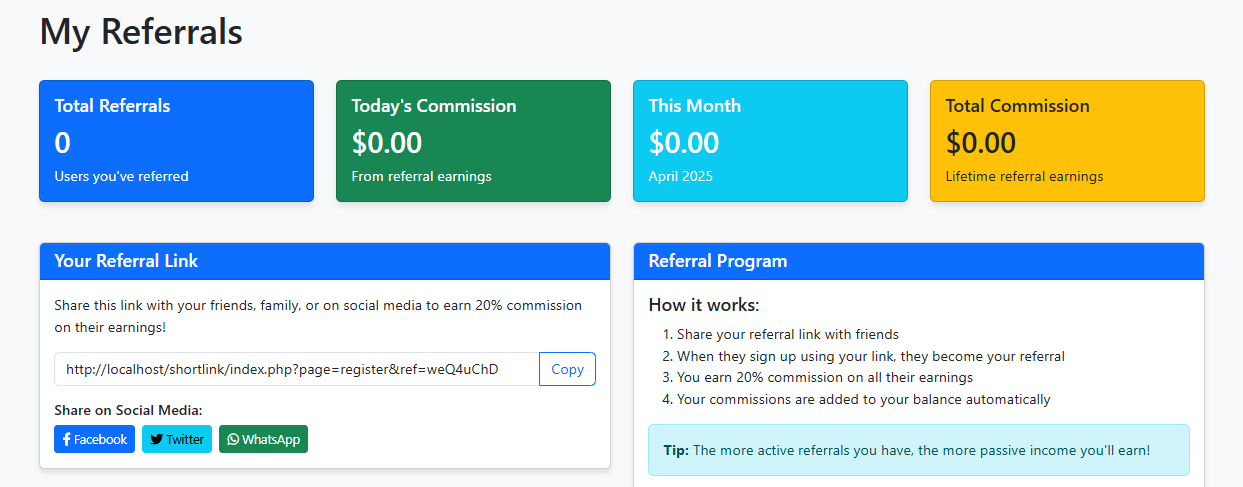 My Referrals
Total Referrals
0
Users you've referred
Today's Commission
$0.00
From referral earnings
This Month
$0.00
April 2025
Total Commission
$0.00
Lifetime referral earnings
Your Referral Link
Share this link with your friends, family, or on social media to earn 20% commission
on their earnings!
http://localhost/shortlink/index.php?page=register&ref=weQ4uChD
Copy
Share on Social Media:
Facebook
Twitter
WhatsApp
Referral Program
How it works:
1. Share your referral link with friends
2. When they sign up using your link, they become your referral
3. You earn 20% commission on all their earnings
4. Your commissions are added to your balance automatically
Tip: The more active referrals you have, the more passive income you'll earn!